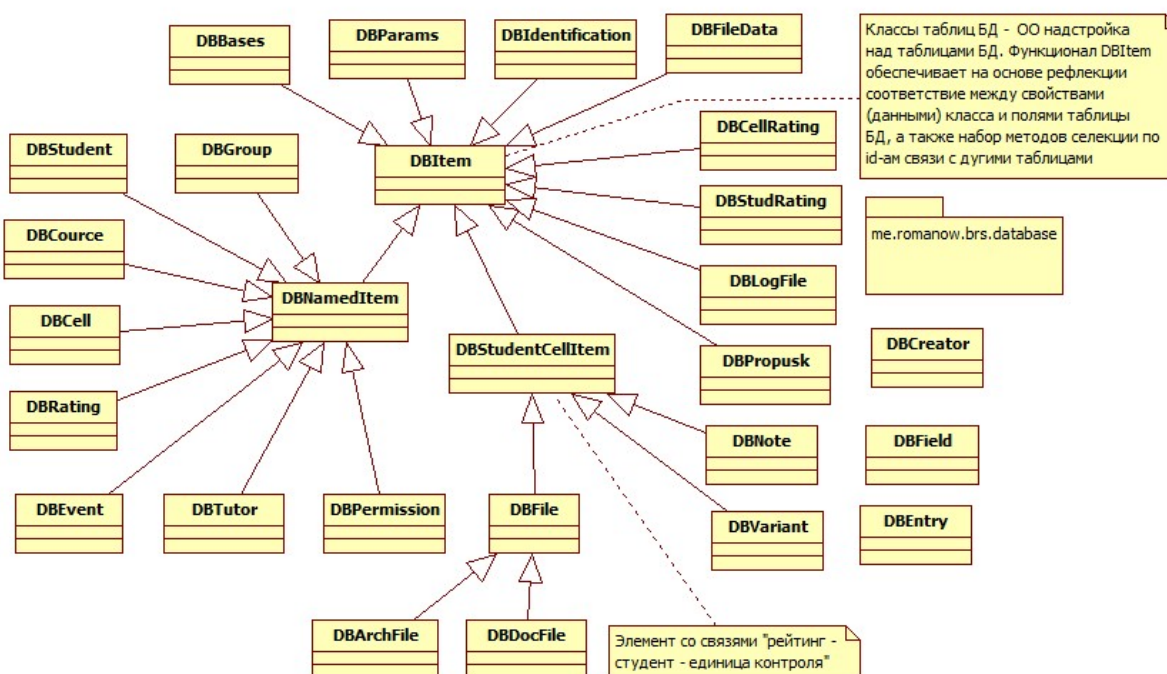 DBBases
DBParams
DBIdentification
DBFileData
Классы таблиц БД - ОО надстройка
над таблицами БД. Функционал DBItem
обеспечивает на основе рефлекции
соответствие между свойствами
(данными) класса и полями таблицы
БД, а также набор методов селекции по
id-ам связи с дугими таблицами
DBStudent
DBGroup
DBItem
DBCellRating
DBStudRating
DBCource
me.romanow.brs.database
DBLogFile
DBNamedItem
DBCell
DBStudentCellItem
DBPropusk
DBCreator
DBRating
DBNote
DBField
DBEvent
DBTutor
DBPermission
DBFile
DBVariant
DBEntry
DBArchFile
DBDocFile
Элемент со связями "рейтинг -
студент - единица контроля"